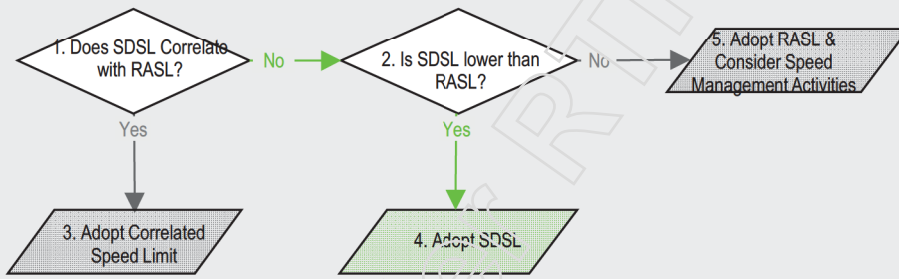 1. Does SDSL Correlate
with RASL?
No
2. Is SDSL lower than
RASL?
No
5. Adopt RASL &
Consider Speed
Management Activities
Yes
Yes
3. Adopt Correlated
Speed Limit
4. Adopt SDSL
RTI